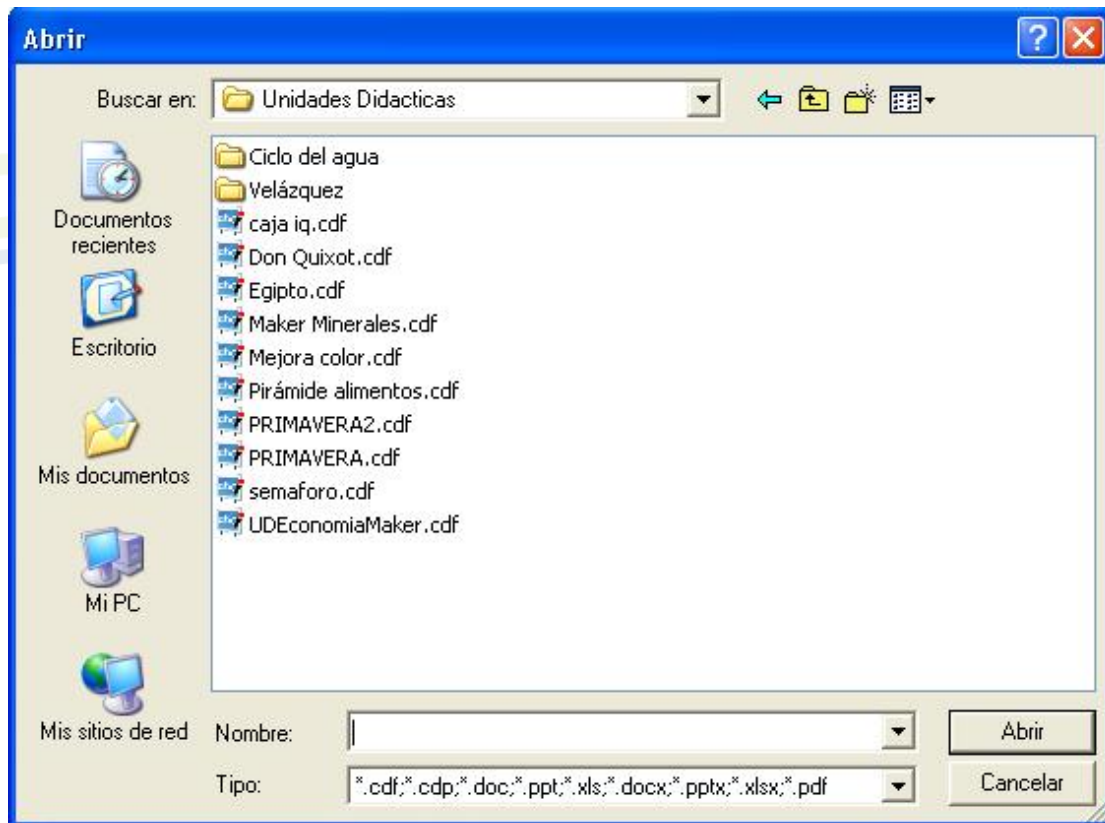 Abrir
Buscar en: Unidades Didacticas
Documentos
recientes
Escritorio
Mis documentos
Mi PC
Mis sitios de red
Ciclo del agua
Velázquez
caja iq.cdf
Don Quixot.cdf
Egipto.cdf
Maker Minerales.cdf
Mejora color.cdf
Pirámide alimentos.cdf
PRIMAVERA2.cdf
PRIMAVERA.cdf
semaforo.cdf
UDEconomiaMaker.cdf
Nombre: Abrir
Tipo: *.cdf;*.cdp;*.doc;*.ppt;*.xls;*.docx;*.pptx;*.xlsx;*.pdf Cancelar